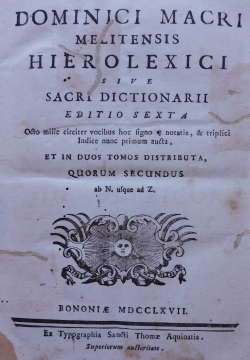 DOMINICI MACRI
MELITENSIS
HIEROLEXICI
SIVE
SACRI DICTIONARII
EDITIO SEXTA
Octo mille circiter vocibus hoc signo notatis, & triplici
Indice nunc primum aucta,
ET IN DUOS TOMOS DISTRIBUTA,
QUORUM SECUNDUS
ab N. usque ad Z.
BONONIÆ MDCCLXVII.
Ex Typographia Sancti Thomæ Aquinatis.
Superiorum auctoritate.